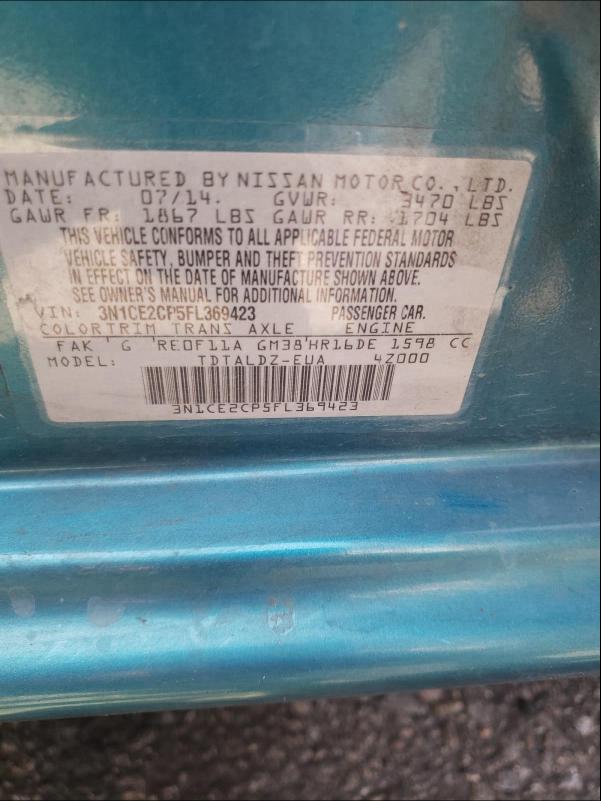 MANUFACTURED BY NISSAN MOTOR CO., LTD.
DATE: 07/14. GVWR: 3470 LBS
GAWR FR: 1867 LBS GAWR RR: 1704 LBS
THIS VEHICLE CONFORMS TO ALL APPLICABLE FEDERAL MOTOR
VEHICLE SAFETY, BUMPER AND THEFT PREVENTION STANDARDS
IN EFFECT ON THE DATE OF MANUFACTURE SHOWN ABOVE.
SEE OWNER'S MANUAL FOR ADDITIONAL INFORMATION.
VIN: 3N1CE2CP5FL369423 PASSENGER CAR.
COLOR TRIM TRANS AXLE ENGINE
FAK ' G 'RE0F11A GM38'HR16DE 1598 CC
MODEL: TDTALDZ-EUA 4Z000
3N1CE2CP5FL369423